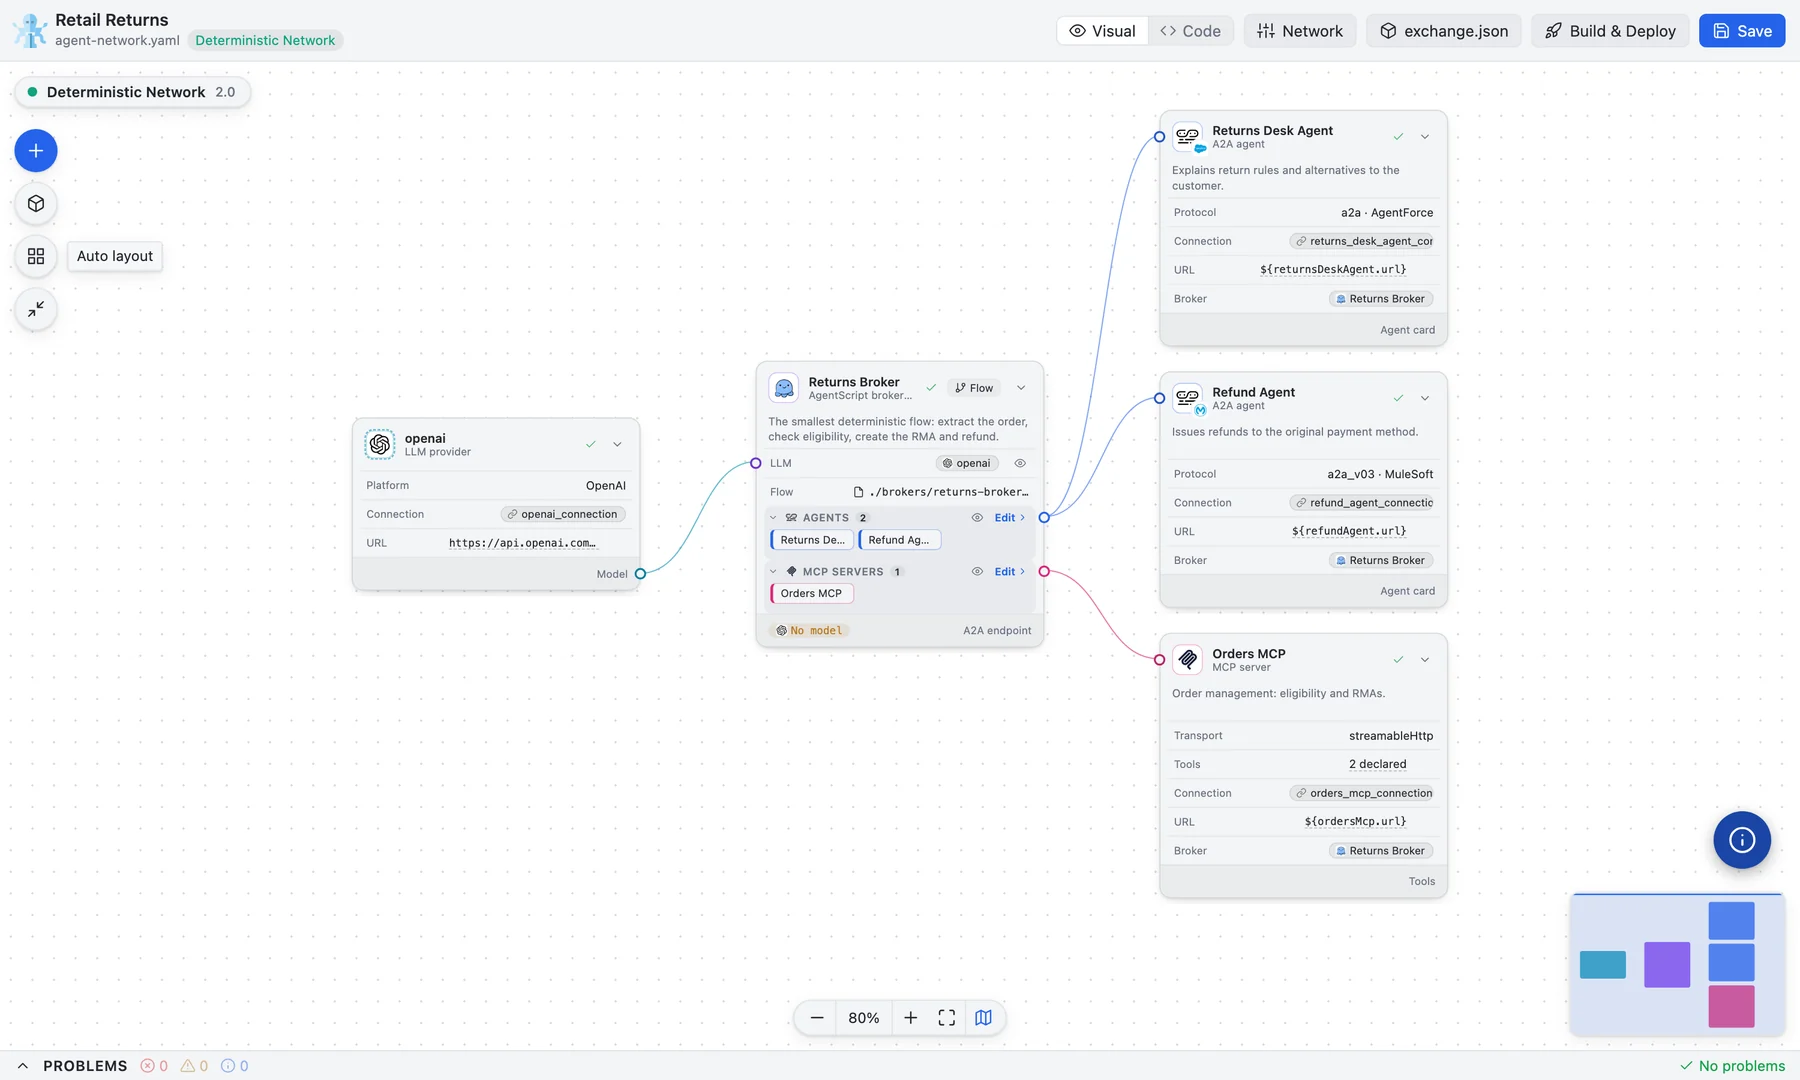 Retail Returns
agent-network.yaml
Deterministic Network
Visual
Code
Network
exchange.json
Build & Deploy
Save
Deterministic Network 2.0
Auto layout
openai
LLM provider
Platform OpenAI
Connection openai_connection
URL https://api.openai.com…
Model
Returns Broker
AgentScript broker…
Flow
The smallest deterministic flow: extract the order,
check eligibility, create the RMA and refund.
LLM openai
Flow ./brokers/returns-broker…
AGENTS 2 Edit
Returns De… Refund Ag…
MCP SERVERS 1 Edit
Orders MCP
No model A2A endpoint
Returns Desk Agent
A2A agent
Explains return rules and alternatives to the
customer.
Protocol a2a · AgentForce
Connection returns_desk_agent_cor
URL ${returnsDeskAgent.url}
Broker Returns Broker
Agent card
Refund Agent
A2A agent
Issues refunds to the original payment method.
Protocol a2a_v03 · MuleSoft
Connection refund_agent_connectic
URL ${refundAgent.url}
Broker Returns Broker
Agent card
Orders MCP
MCP server
Order management: eligibility and RMAs.
Transport streamableHttp
Tools 2 declared
Connection orders_mcp_connection
URL ${ordersMcp.url}
Broker Returns Broker
Tools
80%
PROBLEMS 0 0 0
No problems